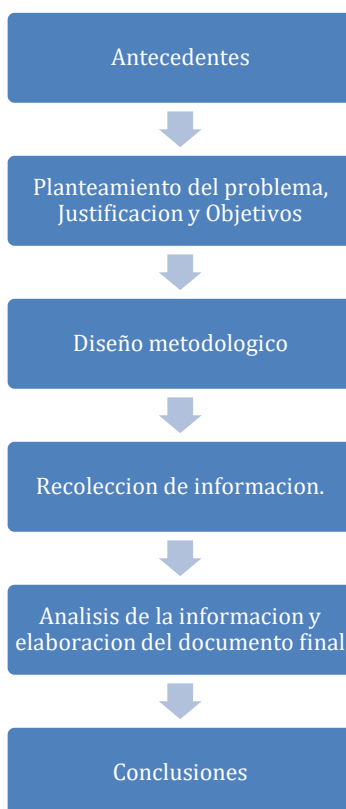 Antecedentes
Planteamiento del problema,
Justificacion y Objetivos
Diseño metodologico
Recoleccion de informacion.
Analisis de la informacion y
elaboracion del documento final
Conclusiones